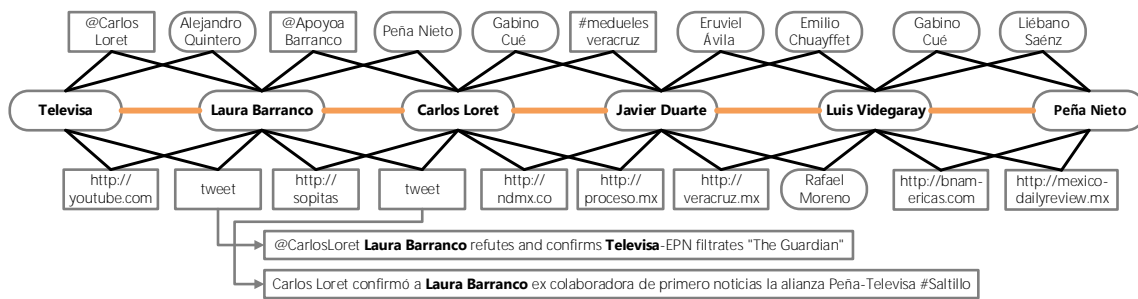 @Carlos
Loret
Alejandro
Quintero
@Apoyoa
Barranco
Peña Nieto
Gabino
Cué
#medueles
veracruz
Eruviel
Ávila
Emilio
Chuayffet
Gabino
Cué
Liébano
Saénz
Televisa
Laura Barranco
Carlos Loret
Javier Duarte
Luis Videgaray
Peña Nieto
http://
youtube.com
tweet
http://
sopitas
tweet
http://
ndmx.co
http://
proceso.mx
http://
veracruz.mx
Rafael
Moreno
http://bnam-
ericas.com
http://mexico-
dailyreview.mx
@CarlosLoret Laura Barranco refutes and confirms Televisa-EPN filtrates "The Guardian"
Carlos Loret confirmó a Laura Barranco ex colaboradora de primero noticias la alianza Peña-Televisa #Saltillo